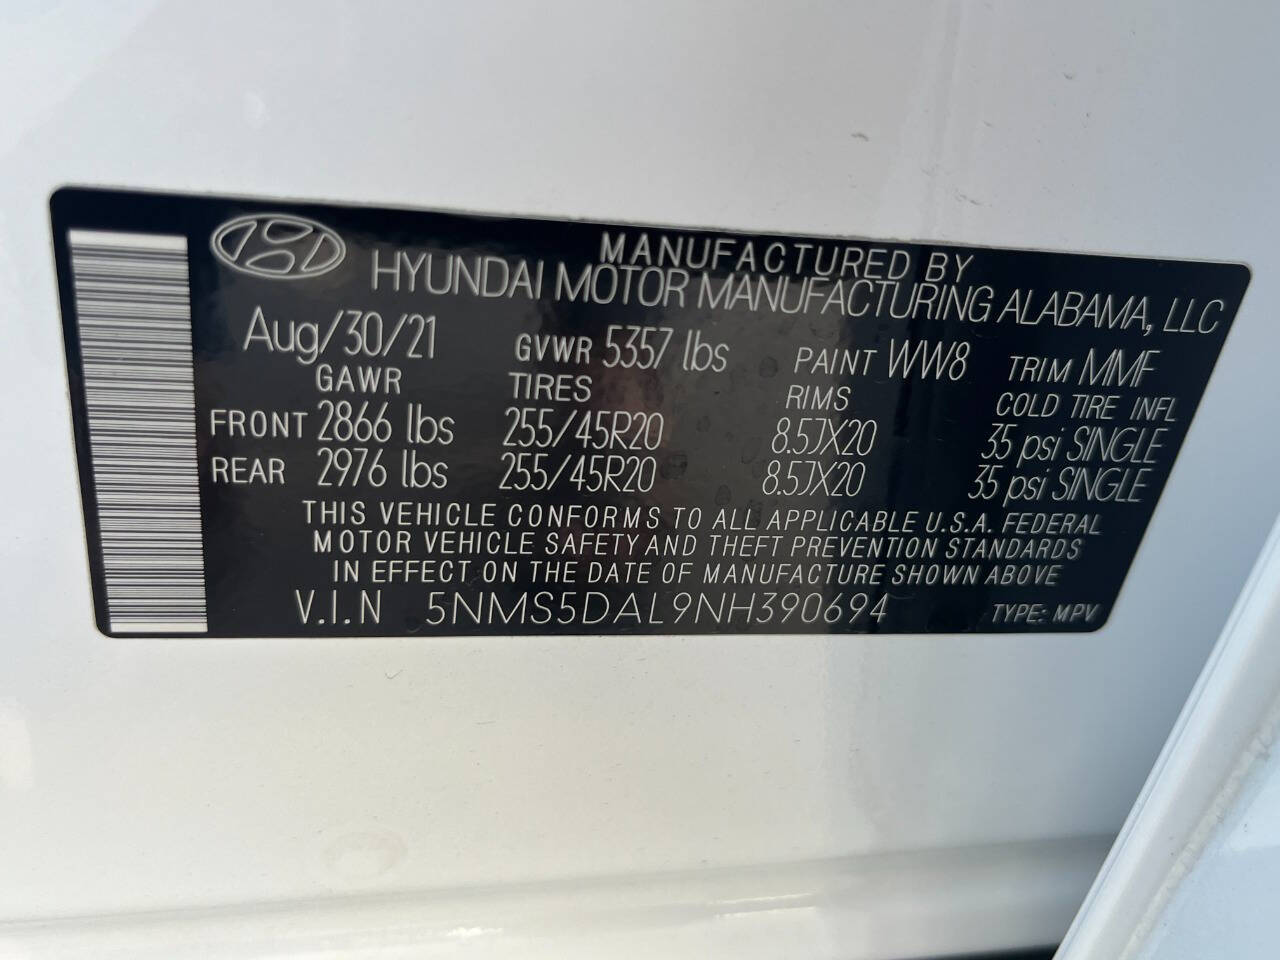 MANUFACTURED BY
HYUNDAI MOTOR MANUFACTURING ALABAMA, LLC
Aug/30/21 GVWR 5357 lbs PAINT WW8 TRIM MMF
GAWR TIRES RIMS COLD TIRE INFL
FRONT 2866 lbs 255/45R20 8.5JX20 35 psi SINGLE
REAR 2976 lbs 255/45R20 8.5JX20 35 psi SINGLE
THIS VEHICLE CONFORMS TO ALL APPLICABLE U.S.A. FEDERAL
MOTOR VEHICLE SAFETY AND THEFT PREVENTION STANDARDS
IN EFFECT ON THE DATE OF MANUFACTURE SHOWN ABOVE
V.I.N 5NMS5DAL9NH390694 TYPE: MPV